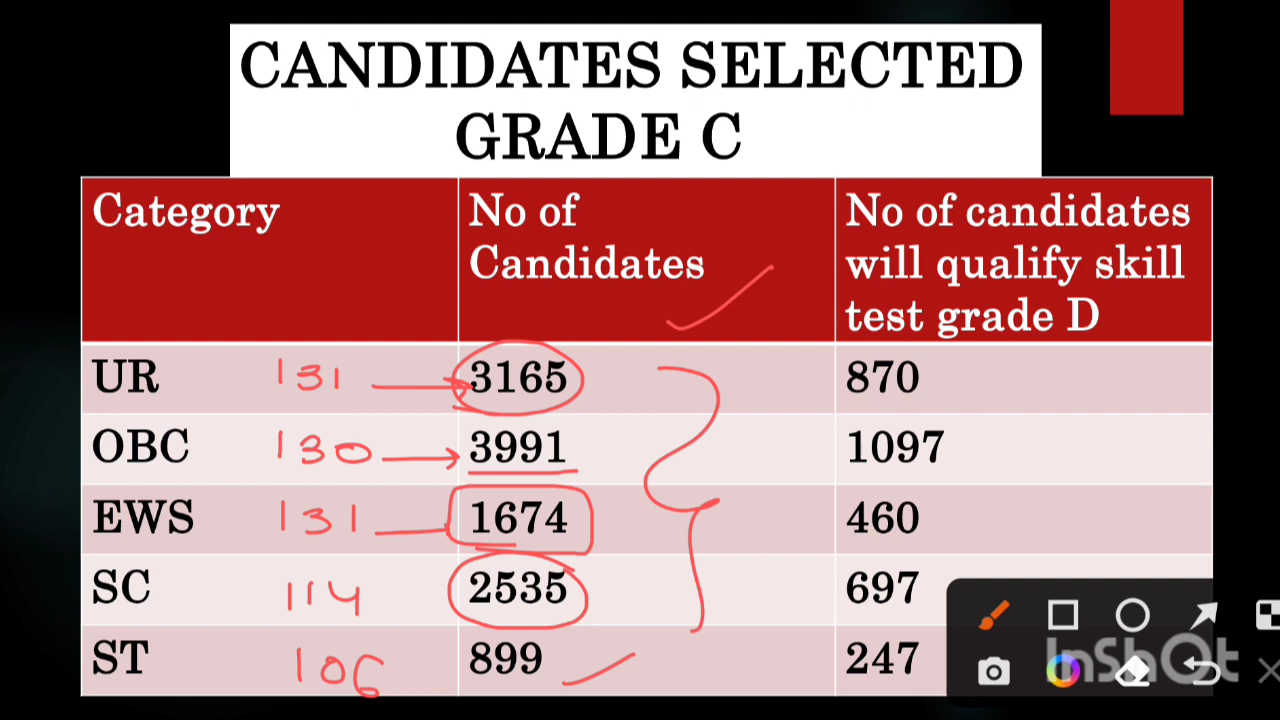 CANDIDATES SELECTED
GRADE C
Category
No of
Candidates
No of candidates
will qualify skill
test grade D
UR 131 3165 870
OBC 130 3991 1097
EWS 131 1674 460
SC 114 2535 697
ST 106 899 247
InShOt